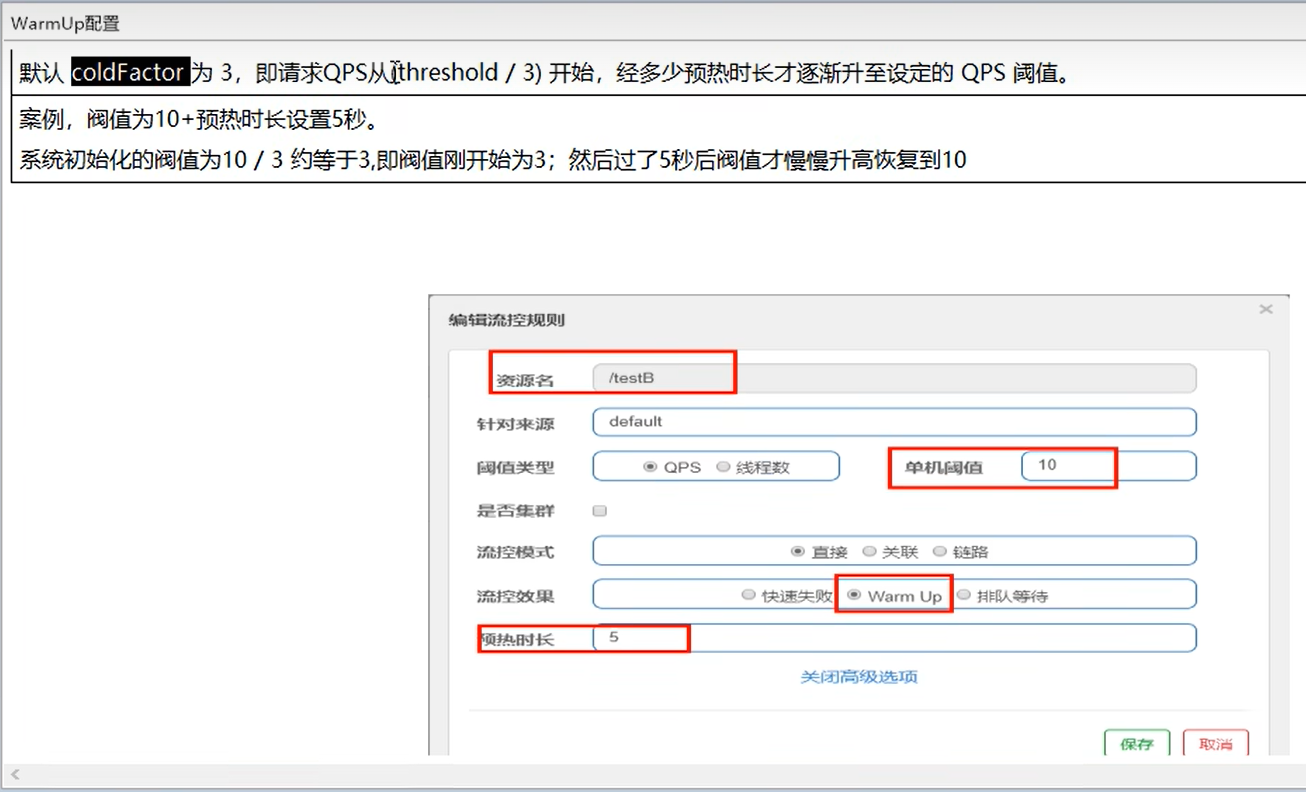 WarmUp配置
默认 coldFactor 为 3，即请求QPS从(threshold / 3) 开始，经多少预热时长才逐渐升至设定的 QPS 阈值。
案例，阀值为10+预热时长设置5秒。
系统初始化的阀值为10 / 3 约等于3,即阀值刚开始为3；然后过了5秒后阀值才慢慢升高恢复到10
编辑流控规则
资源名 /testB
针对来源 default
阈值类型 QPS 线程数 单机阈值 10
是否集群
流控模式 直接 关联 链路
流控效果 快速失败 Warm Up 排队等待
预热时长 5
关闭高级选项
保存 取消